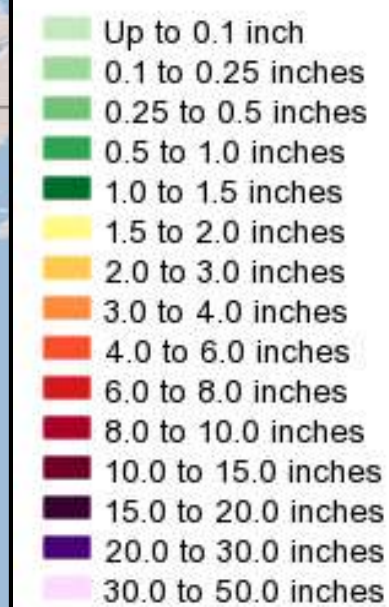 Up to 0.1 inch
0.1 to 0.25 inches
0.25 to 0.5 inches
0.5 to 1.0 inches
1.0 to 1.5 inches
1.5 to 2.0 inches
2.0 to 3.0 inches
3.0 to 4.0 inches
4.0 to 6.0 inches
6.0 to 8.0 inches
8.0 to 10.0 inches
10.0 to 15.0 inches
15.0 to 20.0 inches
20.0 to 30.0 inches
30.0 to 50.0 inches